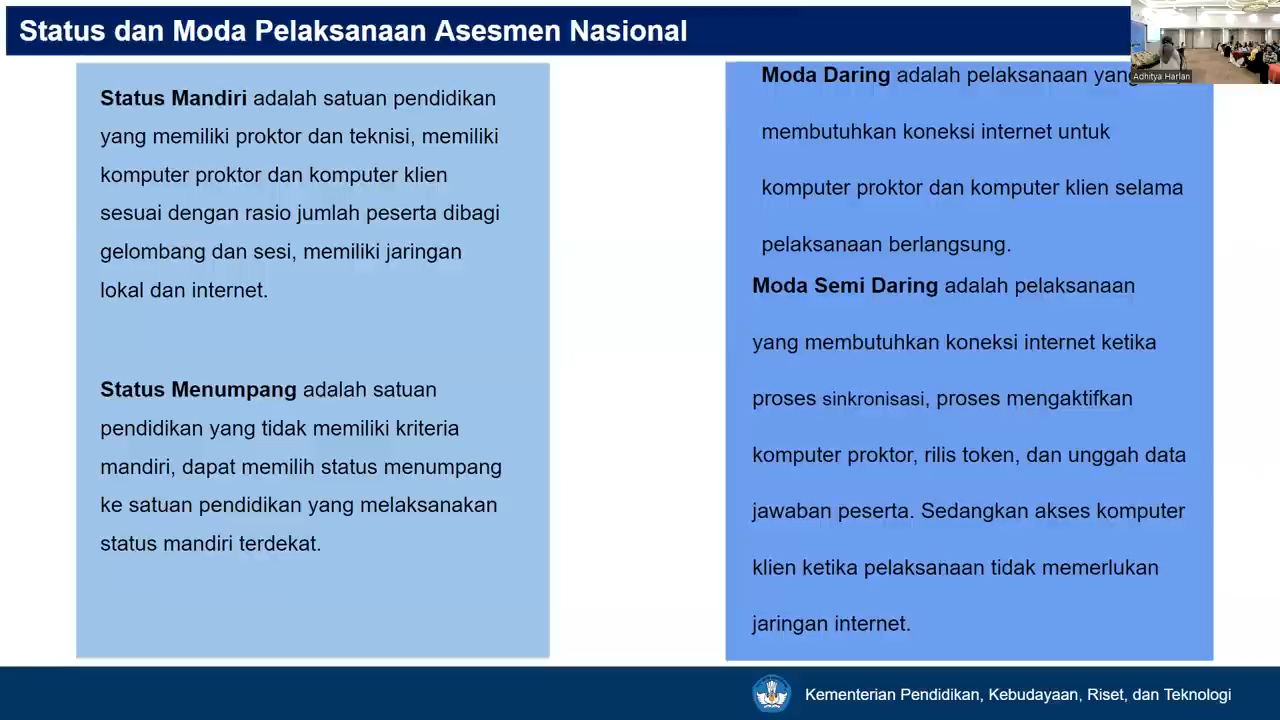 Status dan Moda Pelaksanaan Asesmen Nasional
Status Mandiri adalah satuan pendidikan
yang memiliki proktor dan teknisi, memiliki
komputer proktor dan komputer klien
sesuai dengan rasio jumlah peserta dibagi
gelombang dan sesi, memiliki jaringan
lokal dan internet.
Status Menumpang adalah satuan
pendidikan yang tidak memiliki kriteria
mandiri, dapat memilih status menumpang
ke satuan pendidikan yang melaksanakan
status mandiri terdekat.
Moda Daring adalah pelaksanaan yang
membutuhkan koneksi internet untuk
komputer proktor dan komputer klien selama
pelaksanaan berlangsung.
Moda Semi Daring adalah pelaksanaan
yang membutuhkan koneksi internet ketika
proses sinkronisasi, proses mengaktifkan
komputer proktor, rilis token, dan unggah data
jawaban peserta. Sedangkan akses komputer
klien ketika pelaksanaan tidak memerlukan
jaringan internet.
Adhitya Harlan
Kementerian Pendidikan, Kebudayaan, Riset, dan Teknologi